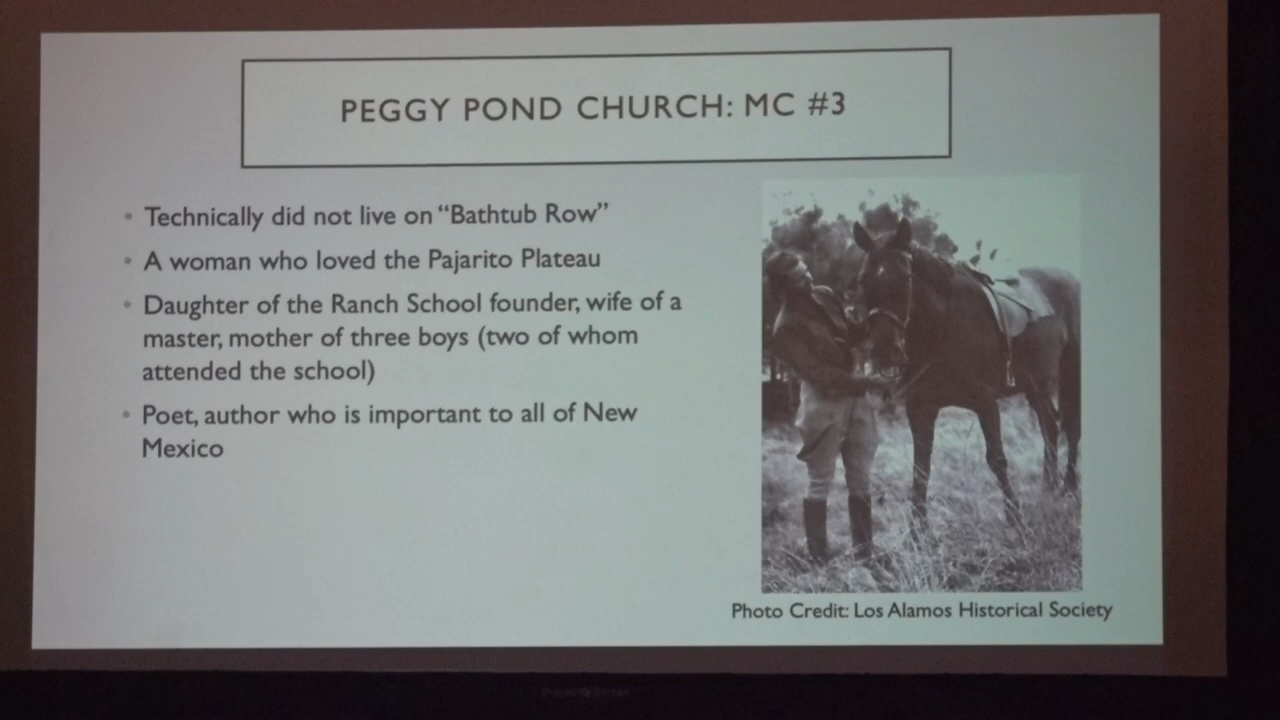 PEGGY POND CHURCH: MC #3
• Technically did not live on “Bathtub Row”
• A woman who loved the Pajarito Plateau
• Daughter of the Ranch School founder, wife of a
master, mother of three boys (two of whom
attended the school)
• Poet, author who is important to all of New
Mexico
Photo Credit: Los Alamos Historical Society